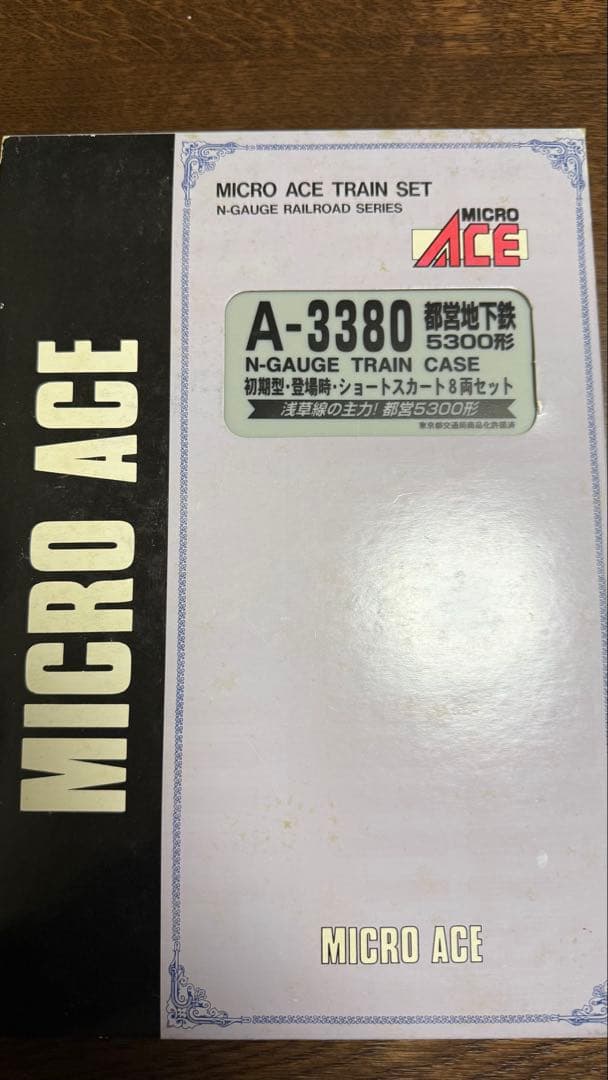 MICRO ACE
MICRO ACE TRAIN SET
N-GAUGE RAILROAD SERIES
MICRO
ACE
A-3380 都営地下鉄
5300形
N-GAUGE TRAIN CASE
初期型・登場時・ショートスカート8両セット
浅草線の主力! 都営5300形
東京都交通局商品化許諾済
MICRO ACE